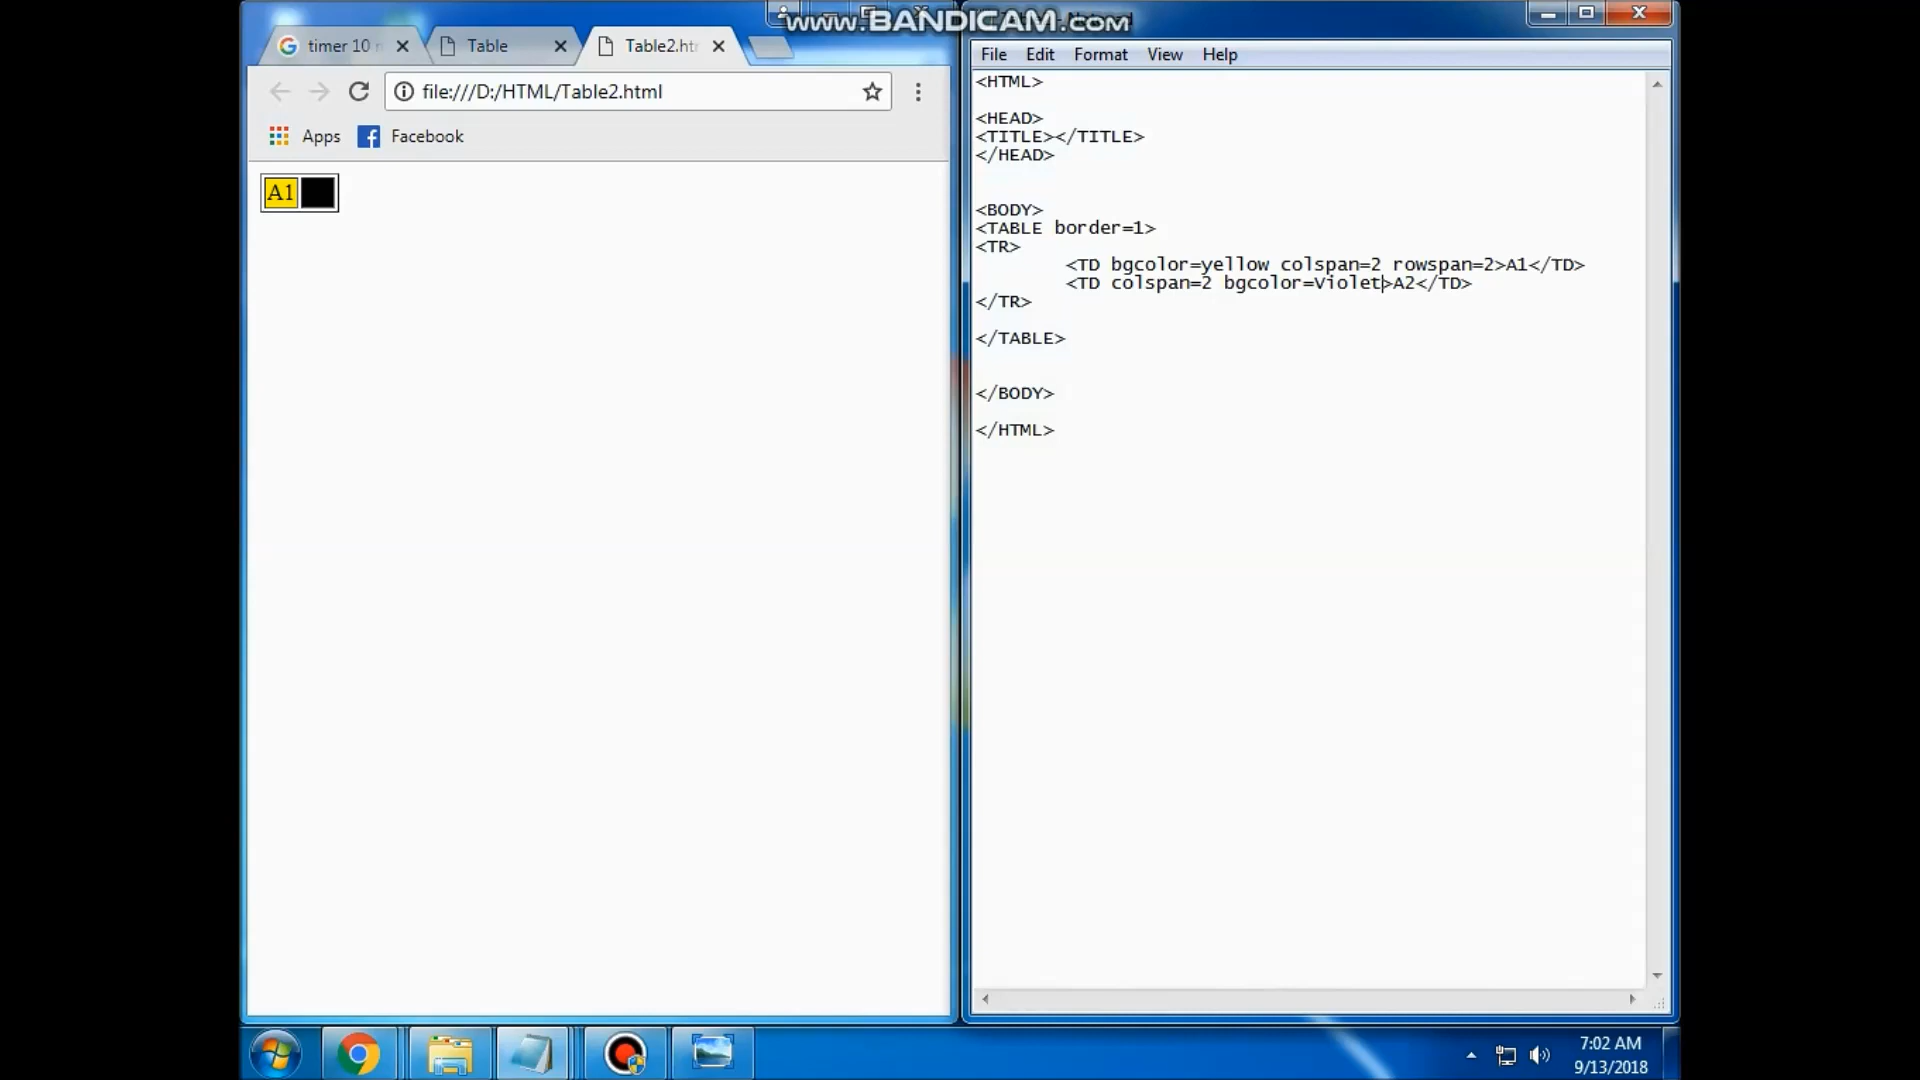 www.BANDICAM.com
timer 10
Table
Table2.ht
file:///D:/HTML/Table2.html
Apps
Facebook
A1
File Edit Format View Help
<HTML>
<HEAD>
<TITLE></TITLE>
</HEAD>
<BODY>
<TABLE border=1>
<TR>
<TD bgcolor=yellow colspan=2 rowspan=2>A1</TD>
<TD colspan=2 bgcolor=Violet>A2</TD>
</TR>
</TABLE>
</BODY>
</HTML>
7:02 AM
9/13/2018